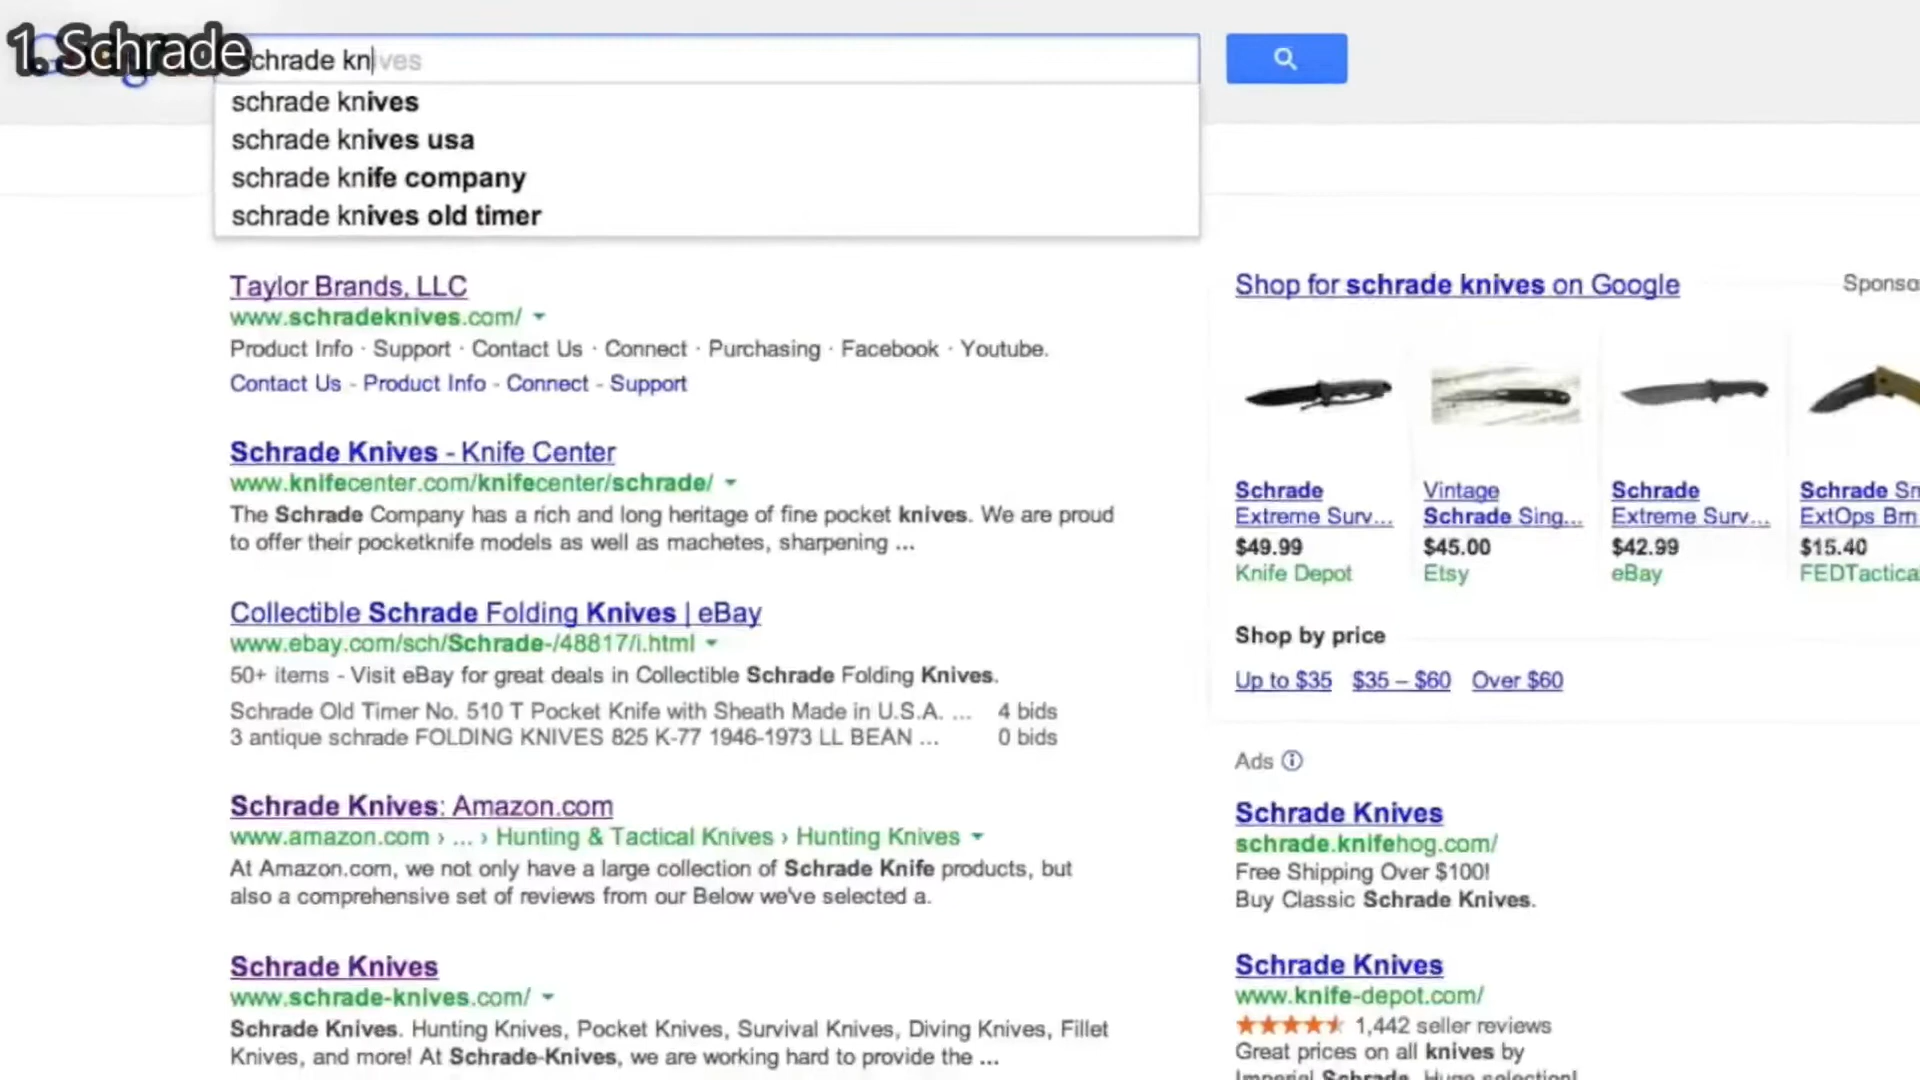 1. Schrade
schrade knives
schrade knives
schrade knives usa
schrade knife company
schrade knives old timer
Taylor Brands, LLC
www.schradeknives.com/
Product Info · Support · Contact Us · Connect · Purchasing · Facebook · Youtube.
Contact Us - Product Info - Connect - Support
Schrade Knives - Knife Center
www.knifecenter.com/knifecenter/schrade/
The Schrade Company has a rich and long heritage of fine pocket knives. We are proud
to offer their pocketknife models as well as machetes, sharpening ...
Collectible Schrade Folding Knives | eBay
www.ebay.com/sch/Schrade-/48817/i.html
50+ items - Visit eBay for great deals in Collectible Schrade Folding Knives.
Schrade Old Timer No. 510 T Pocket Knife with Sheath Made in U.S.A. ... 4 bids
3 antique schrade FOLDING KNIVES 825 K-77 1946-1973 LL BEAN ... 0 bids
Schrade Knives: Amazon.com
www.amazon.com › ... › Hunting & Tactical Knives › Hunting Knives
At Amazon.com, we not only have a large collection of Schrade Knife products, but
also a comprehensive set of reviews from our Below we've selected a.
Schrade Knives
www.schrade-knives.com/
Schrade Knives. Hunting Knives, Pocket Knives, Survival Knives, Diving Knives, Fillet
Knives, and more! At Schrade-Knives, we are working hard to provide the ...
Shop for schrade knives on Google
Sponso
Schrade
Extreme Surv...
$49.99
Knife Depot
Vintage
Schrade Sing...
$45.00
Etsy
Schrade
Extreme Surv...
$42.99
eBay
Schrade Sm
ExtOps Brn
$15.40
FEDTactica
Shop by price
Up to $35 $35 – $60 Over $60
Ads
Schrade Knives
schrade.knifehog.com/
Free Shipping Over $100!
Buy Classic Schrade Knives.
Schrade Knives
www.knife-depot.com/
1,442 seller reviews
Great prices on all knives by
Imperial Schrade. Huge selection!